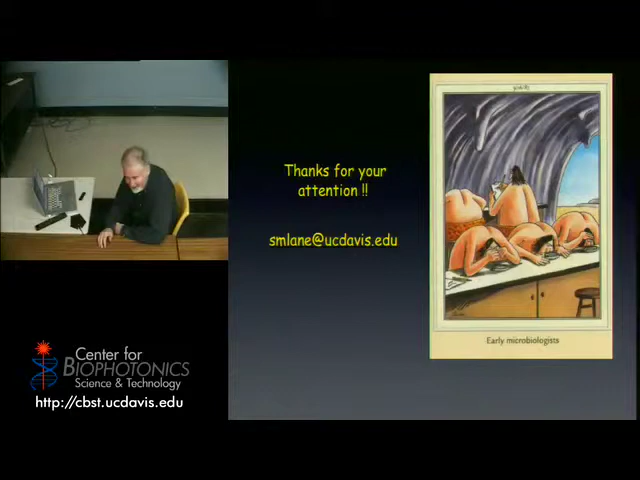 Thanks for your
attention !!
smlane@ucdavis.edu
Early microbiologists
Center for
BIOPHOTONICS
Science & Technology
http://cbst.ucdavis.edu